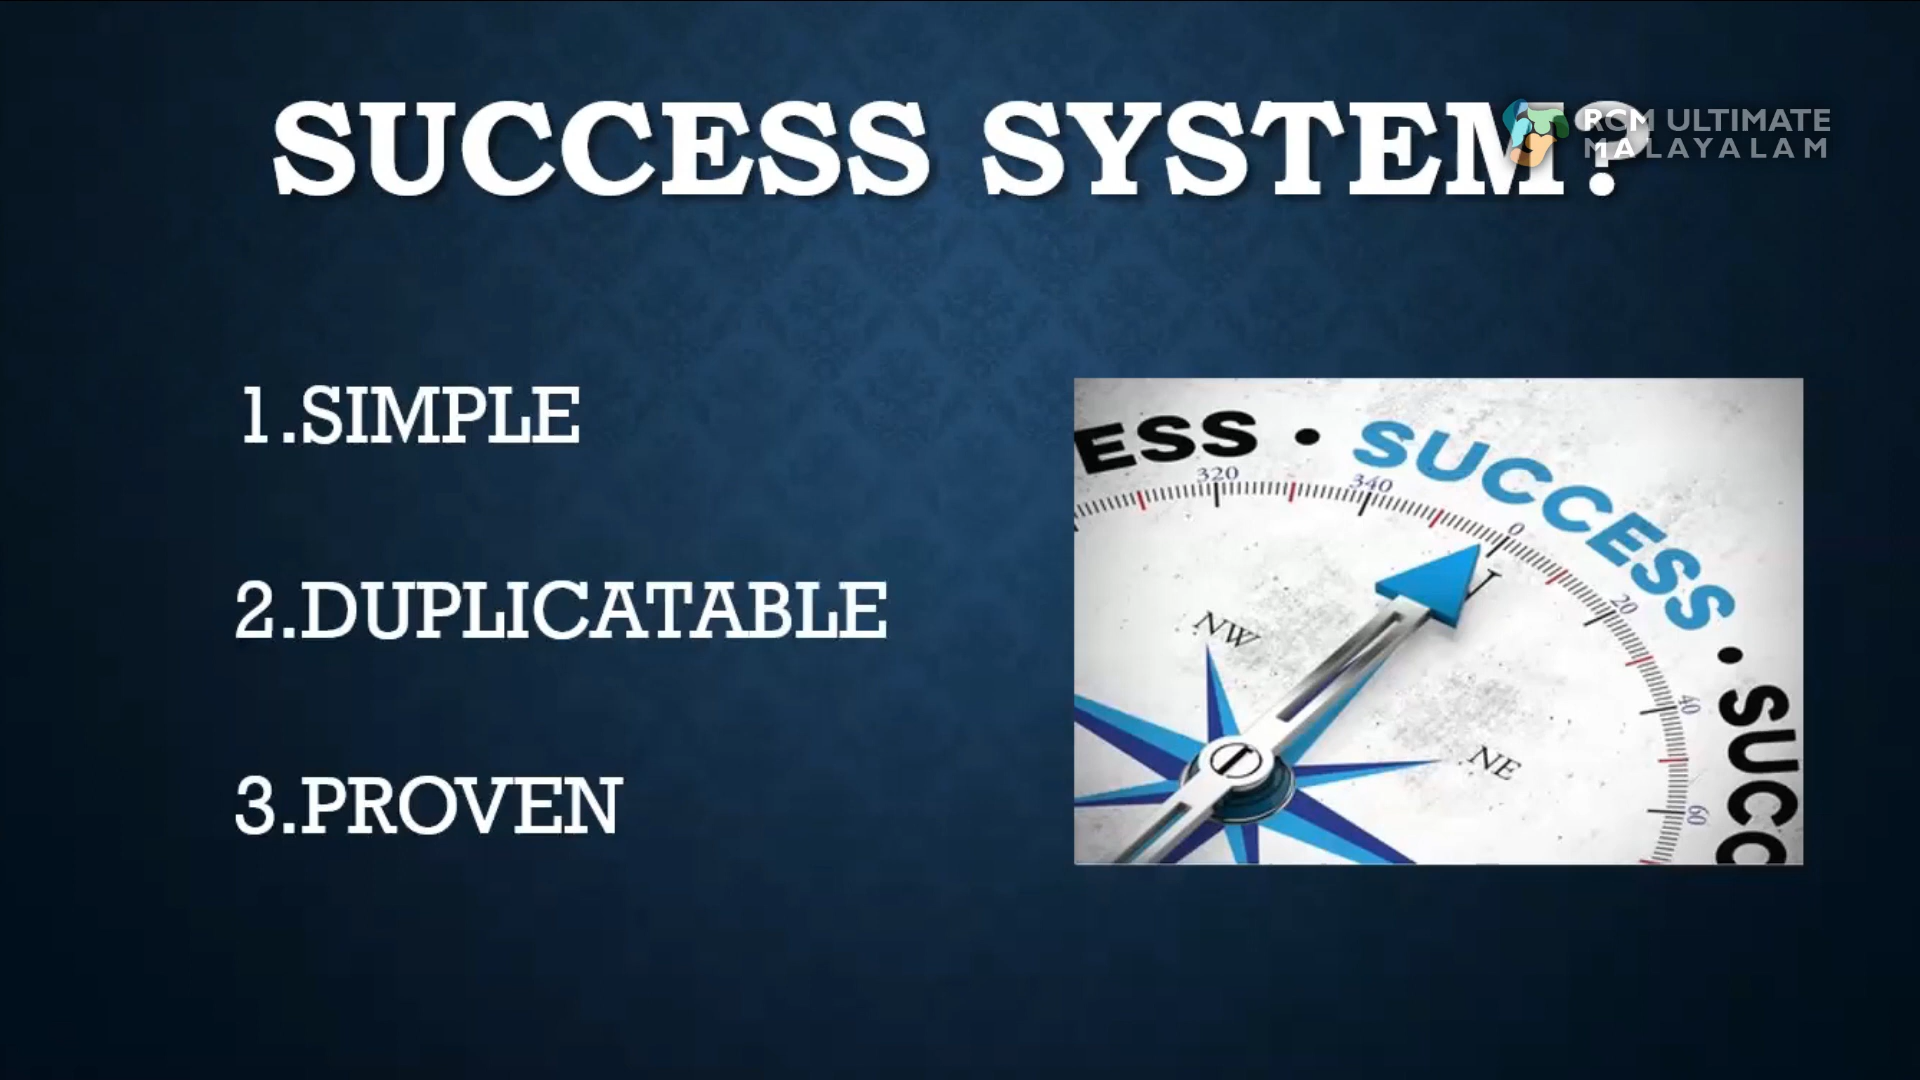 SUCCESS SYSTEM?
RCM ULTIMATE
MALAYALAM
1.SIMPLE
2.DUPLICATABLE
3.PROVEN
ESS • SUCCESS • SUCC
320
340
0
20
40
60
NW
NE